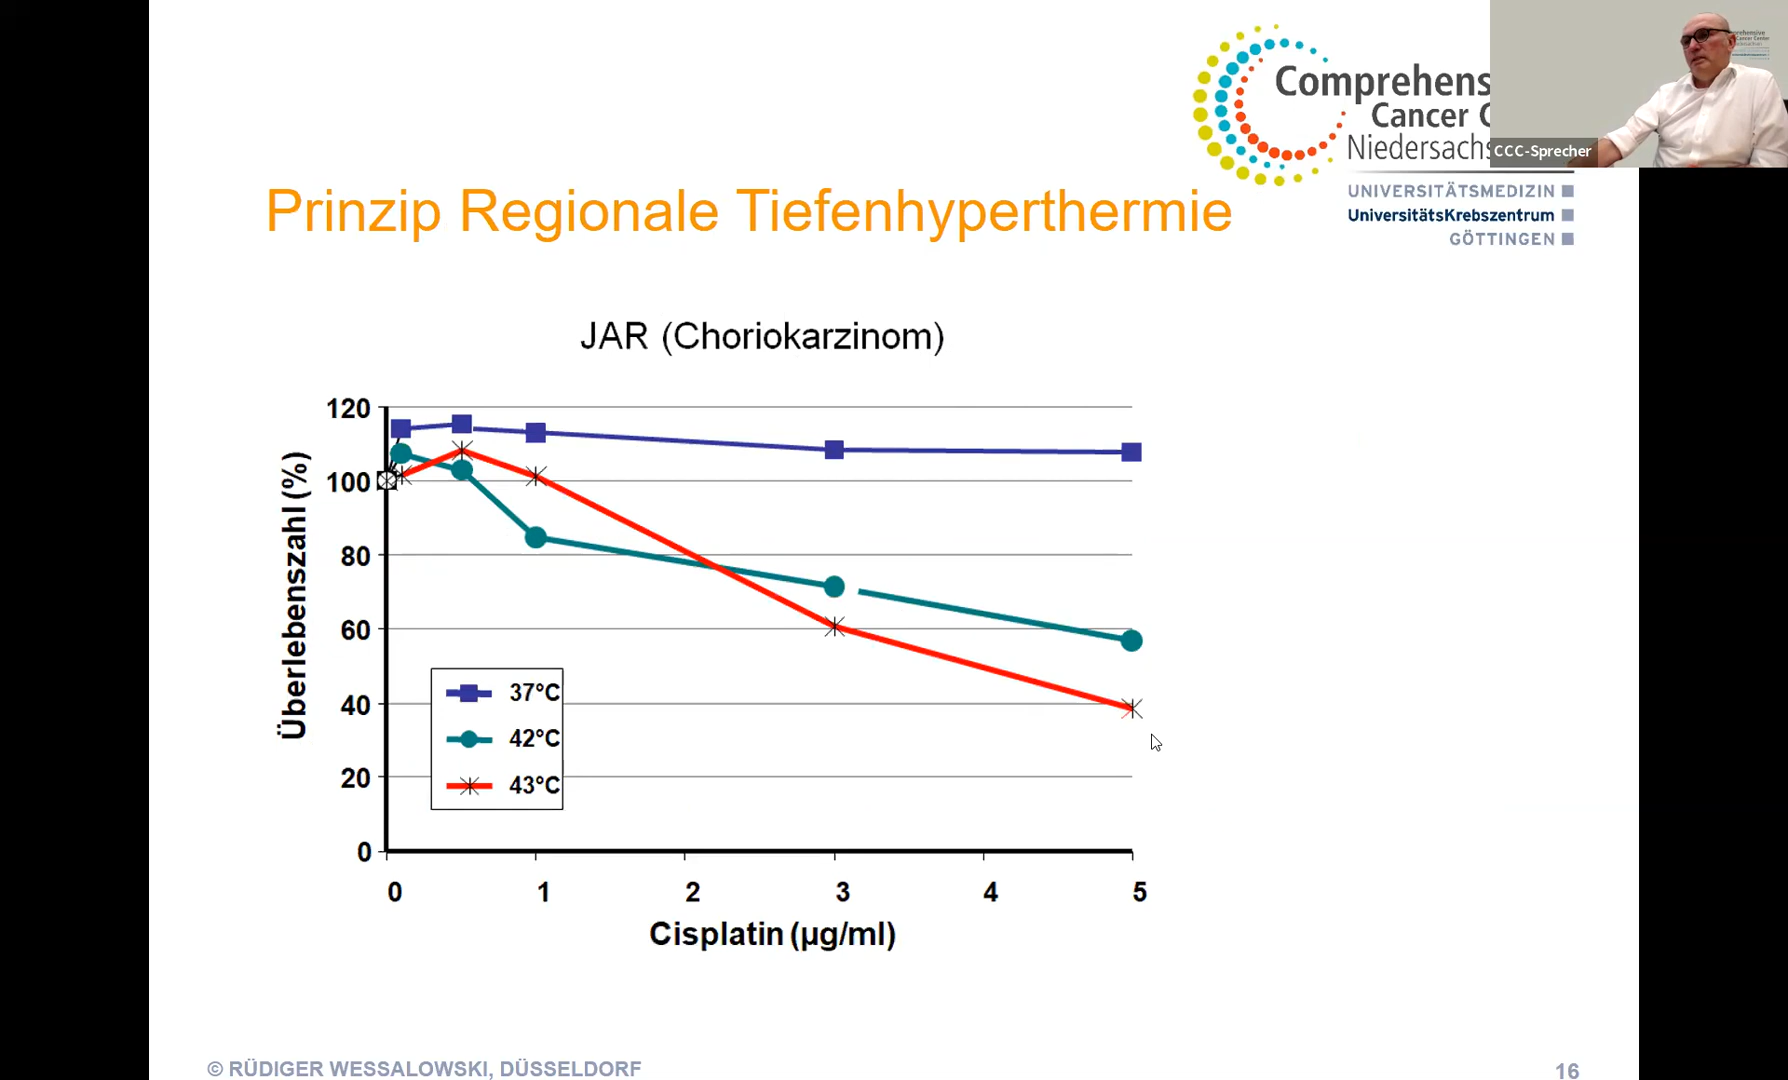 Comprehens
Cancer C
Niedersachs
CCC-Sprecher
UNIVERSITÄTSMEDIZIN
UniversitätsKrebszentrum
GÖTTINGEN
Prinzip Regionale Tiefenhyperthermie
JAR (Choriokarzinom)
120
100
80
60
40
20
0
Überlebenszahl (%)
37°C
42°C
43°C
0 1 2 3 4 5
Cisplatin (µg/ml)
© RÜDIGER WESSALOWSKI, DÜSSELDORF
16